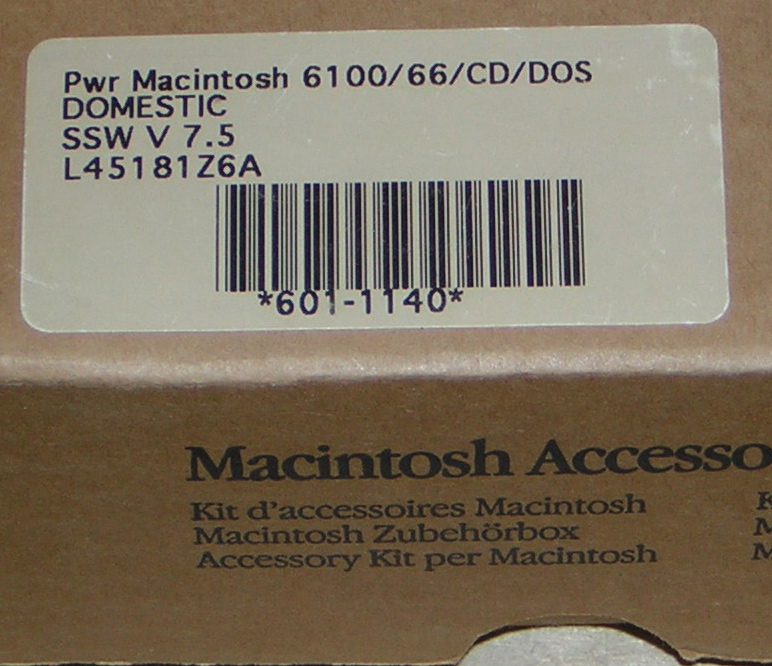 Pwr Macintosh 6100/66/CD/DOS
DOMESTIC
SSW V 7.5
L45181Z6A
*601-1140*
Macintosh Accesso
Kit d'accessoires Macintosh
Macintosh Zubehörbox
Accessory Kit per Macintosh